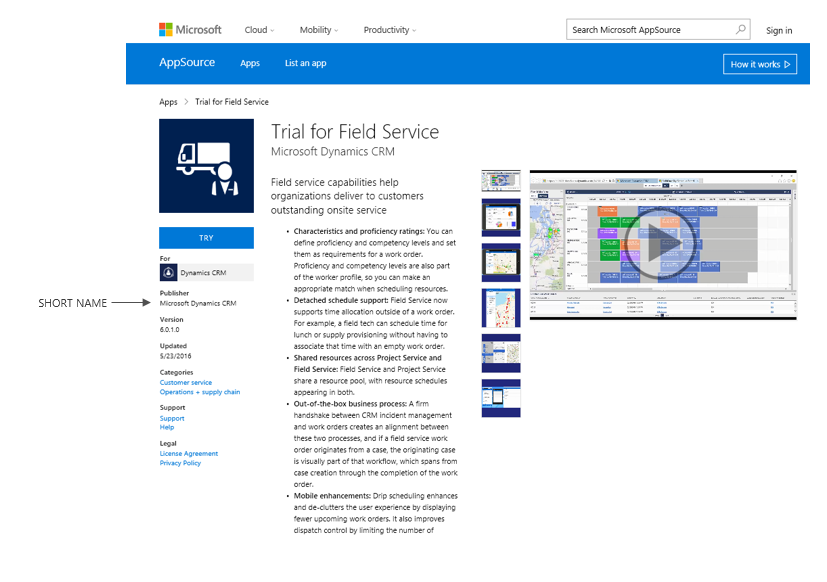 Microsoft
Cloud
Mobility
Productivity
Search Microsoft AppSource
Sign in
AppSource
Apps
List an app
How it works
Apps > Trial for Field Service
Trial for Field Service
Microsoft Dynamics CRM
Field service capabilities help
organizations deliver to customers
outstanding onsite service
TRY
For
Dynamics CRM
SHORT NAME
Publisher
Microsoft Dynamics CRM
Version
6.0.1.0
Updated
5/23/2016
Categories
Customer service
Operations + supply chain
Support
Support
Help
Legal
License Agreement
Privacy Policy
• Characteristics and proficiency ratings: You can
define proficiency and competency levels and set
them as requirements for a work order.
Proficiency and competency levels are also part
of the worker profile, so you can make an
appropriate match when scheduling resources.
• Detached schedule support: Field Service now
supports time allocation outside of a work order.
For example, a field tech can schedule time for
lunch or supply provisioning without having to
associate that time with an empty work order.
• Shared resources across Project Service and
Field Service: Field Service and Project Service
share a resource pool, with resource schedules
appearing in both.
• Out-of-the-box business process: A firm
handshake between CRM incident management
and work orders creates an alignment between
these two processes, and if a field service work
order originates from a case, the originating case
is visually part of that workflow, which spans from
case creation through the completion of the work
order.
• Mobile enhancements: Drip scheduling enhances
and de-clutters the user experience by displaying
fewer upcoming work orders. It also improves
dispatch control by limiting the number of